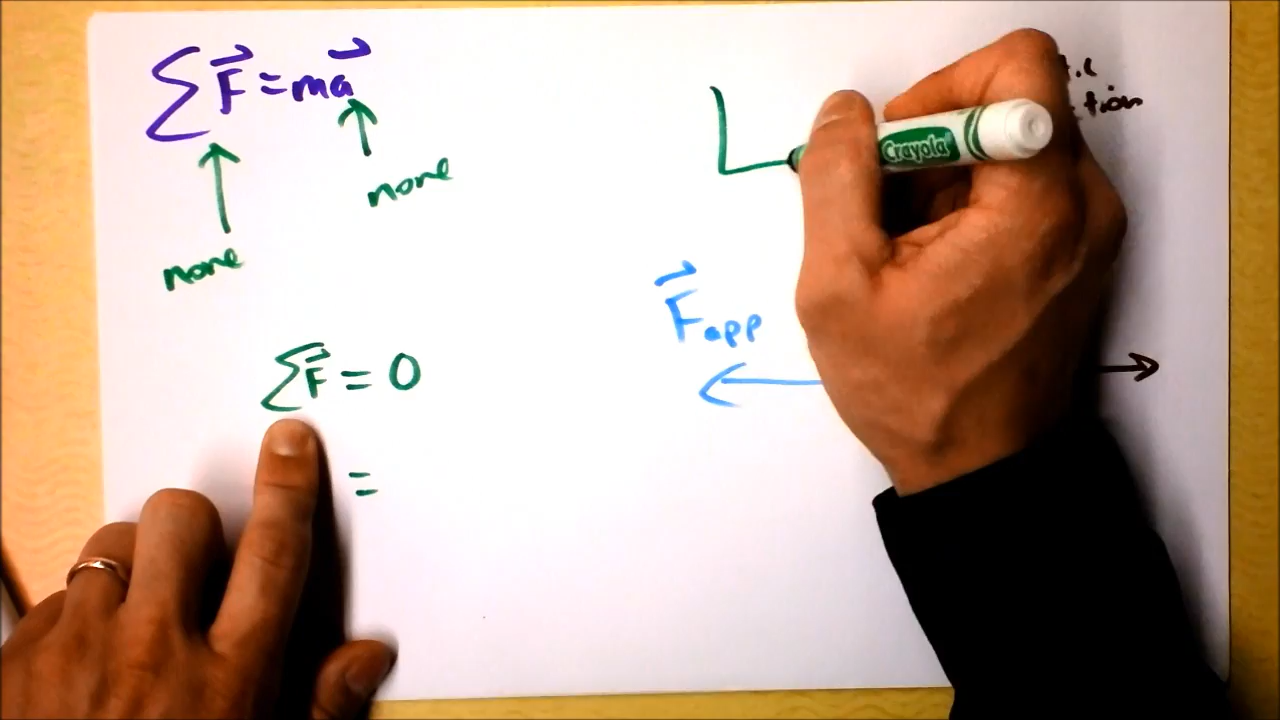 ΣF⃗ = ma⃗
none
none
ΣF⃗ = 0
=
F⃗app
Crayola